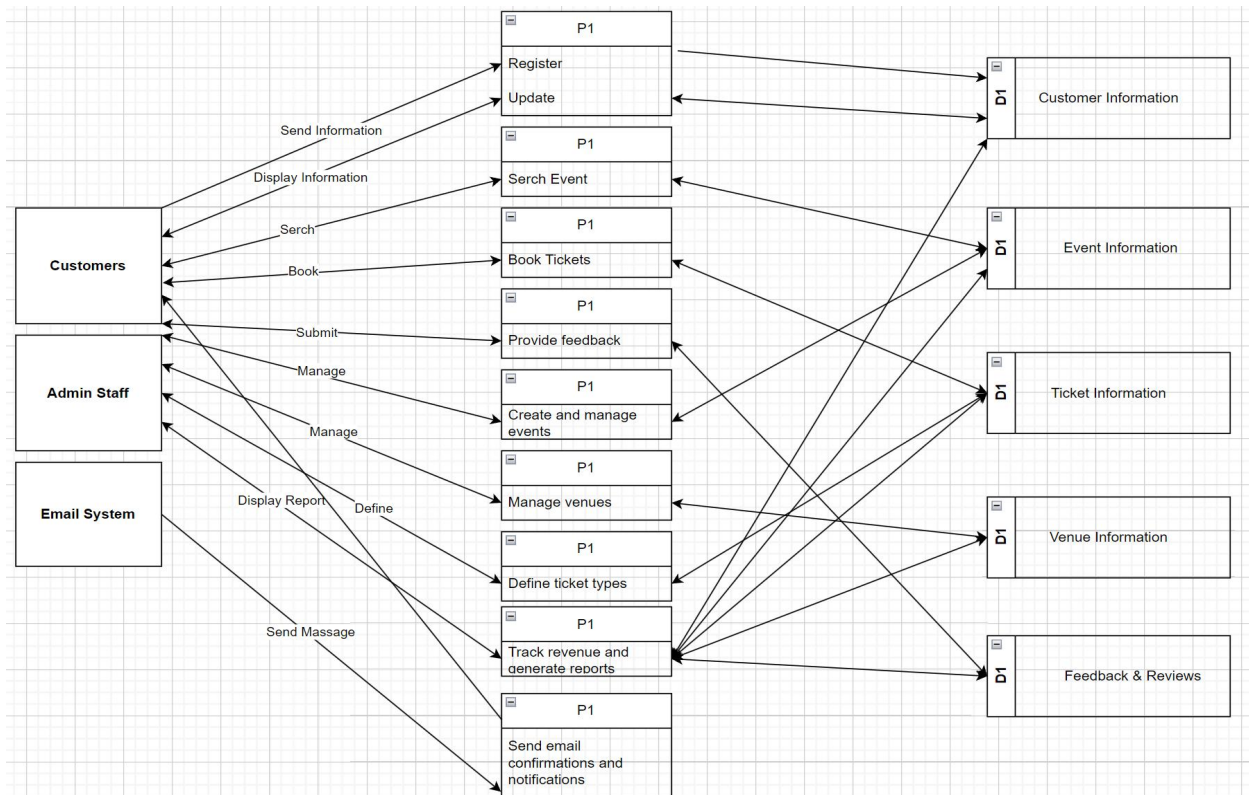 P1
Register
Update
D1
Customer Information
Send Information
Display Information
P1
Serch Event
Serch
Customers
P1
Book Tickets
Book
D1
Event Information
P1
Provide feedback
Submit
Admin Staff
Manage
P1
Create and manage
events
D1
Ticket Information
Manage
P1
Manage venues
Email System
Display Report
Define
D1
Venue Information
P1
Define ticket types
P1
Track revenue and
generate reports
Send Massage
D1
Feedback & Reviews
P1
Send email
confirmations and
notifications